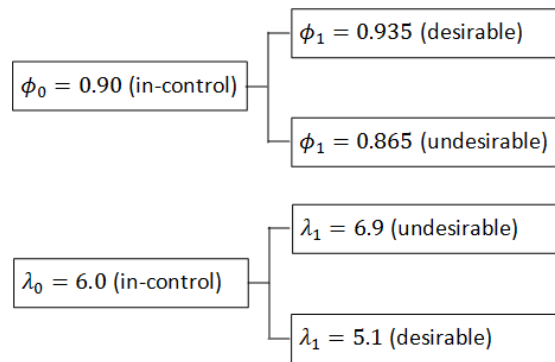 ϕ₁ = 0.935 (desirable)
ϕ₀ = 0.90 (in-control)
ϕ₁ = 0.865 (undesirable)
λ₁ = 6.9 (undesirable)
λ₀ = 6.0 (in-control)
λ₁ = 5.1 (desirable)